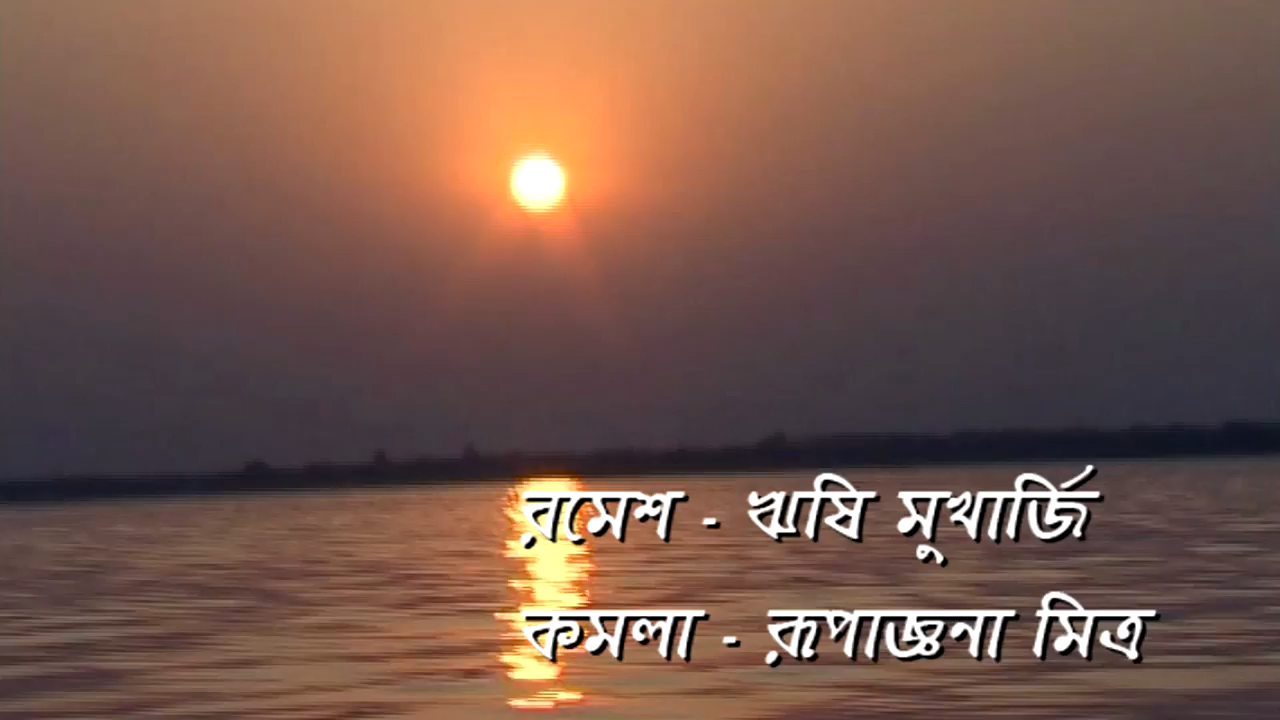 রমেশ - ঋষি মুখার্জি
কমলা - রূপাঞ্জনা মিত্র